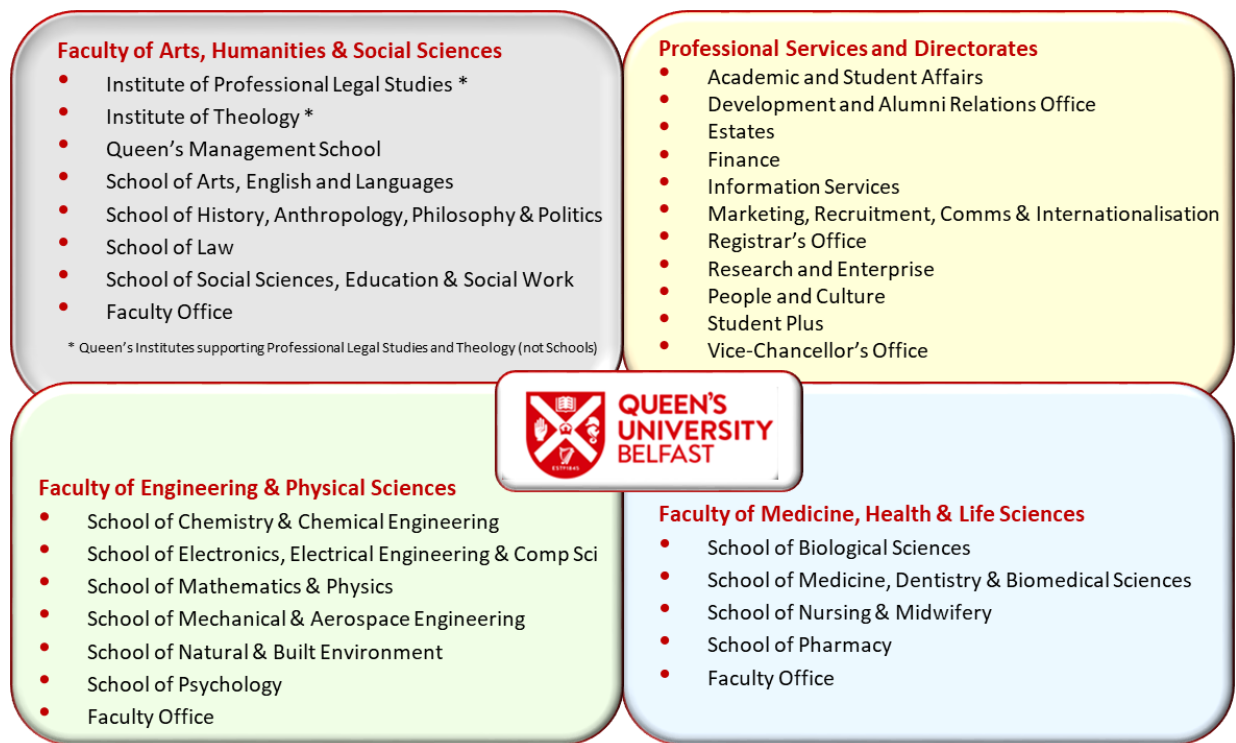 Faculty of Arts, Humanities & Social Sciences
• Institute of Professional Legal Studies *
• Institute of Theology *
• Queen's Management School
• School of Arts, English and Languages
• School of History, Anthropology, Philosophy & Politics
• School of Law
• School of Social Sciences, Education & Social Work
• Faculty Office
* Queen's Institutes supporting Professional Legal Studies and Theology (not Schools)
Professional Services and Directorates
• Academic and Student Affairs
• Development and Alumni Relations Office
• Estates
• Finance
• Information Services
• Marketing, Recruitment, Comms & Internationalisation
• Registrar's Office
• Research and Enterprise
• People and Culture
• Student Plus
• Vice-Chancellor's Office
QUEEN'S
UNIVERSITY
BELFAST
ESTD1845
Faculty of Engineering & Physical Sciences
• School of Chemistry & Chemical Engineering
• School of Electronics, Electrical Engineering & Comp Sci
• School of Mathematics & Physics
• School of Mechanical & Aerospace Engineering
• School of Natural & Built Environment
• School of Psychology
• Faculty Office
Faculty of Medicine, Health & Life Sciences
• School of Biological Sciences
• School of Medicine, Dentistry & Biomedical Sciences
• School of Nursing & Midwifery
• School of Pharmacy
• Faculty Office